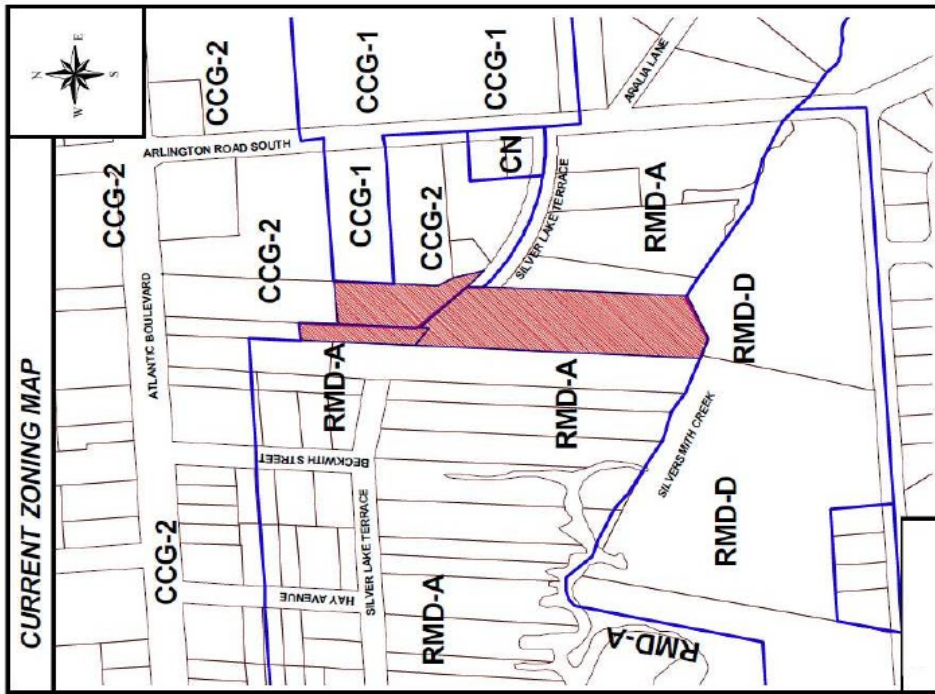 CURRENT ZONING MAP
N
E
S
W
CCG-2
CCG-2
CCG-1
CCG-1
ARALIA LANE
ARLINGTON ROAD SOUTH
CCG-2
CCG-1
CCG-2
CN
SILVER LAKE TERRACE
RMD-A
ATLANTIC BOULEVARD
RMD-A
RMD-A
RMD-D
BECKWITH STREET
SILVERSMITH CREEK
CCG-2
HAY AVENUE
SILVER LAKE TERRACE
RMD-A
RMD-D
RMD-A